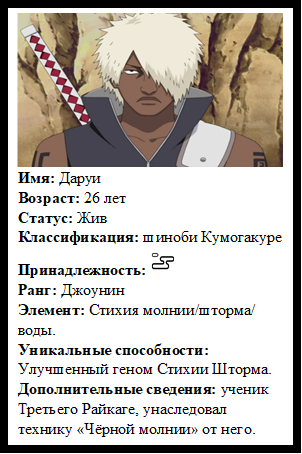 Имя: Даруи
Возраст: 26 лет
Статус: Жив
Классификация: шиноби Кумогакуре
Принадлежность:
Ранг: Джоунин
Элемент: Стихия молнии/шторма/
воды.
Уникальные способности:
Улучшенный геном Стихии Шторма.
Дополнительные сведения: ученик
Третьего Райкаге, унаследовал
технику «Чёрной молнии» от него.